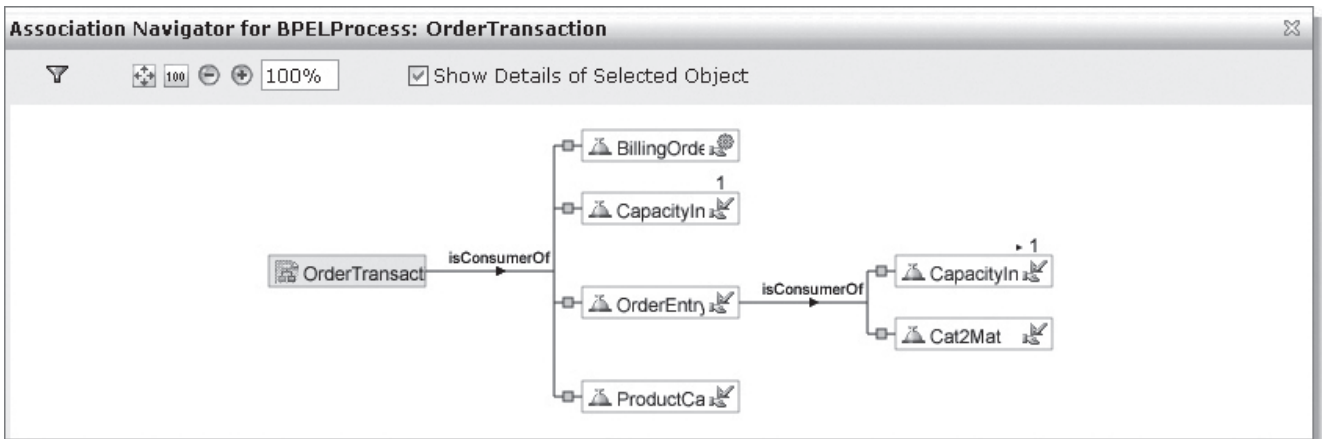 Association Navigator for BPELProcess: OrderTransaction
100 100% Show Details of Selected Object
BillingOrde
1
CapacityIn
OrderTransact
isConsumerOf
OrderEntry
isConsumerOf
1
CapacityIn
Cat2Mat
ProductCa